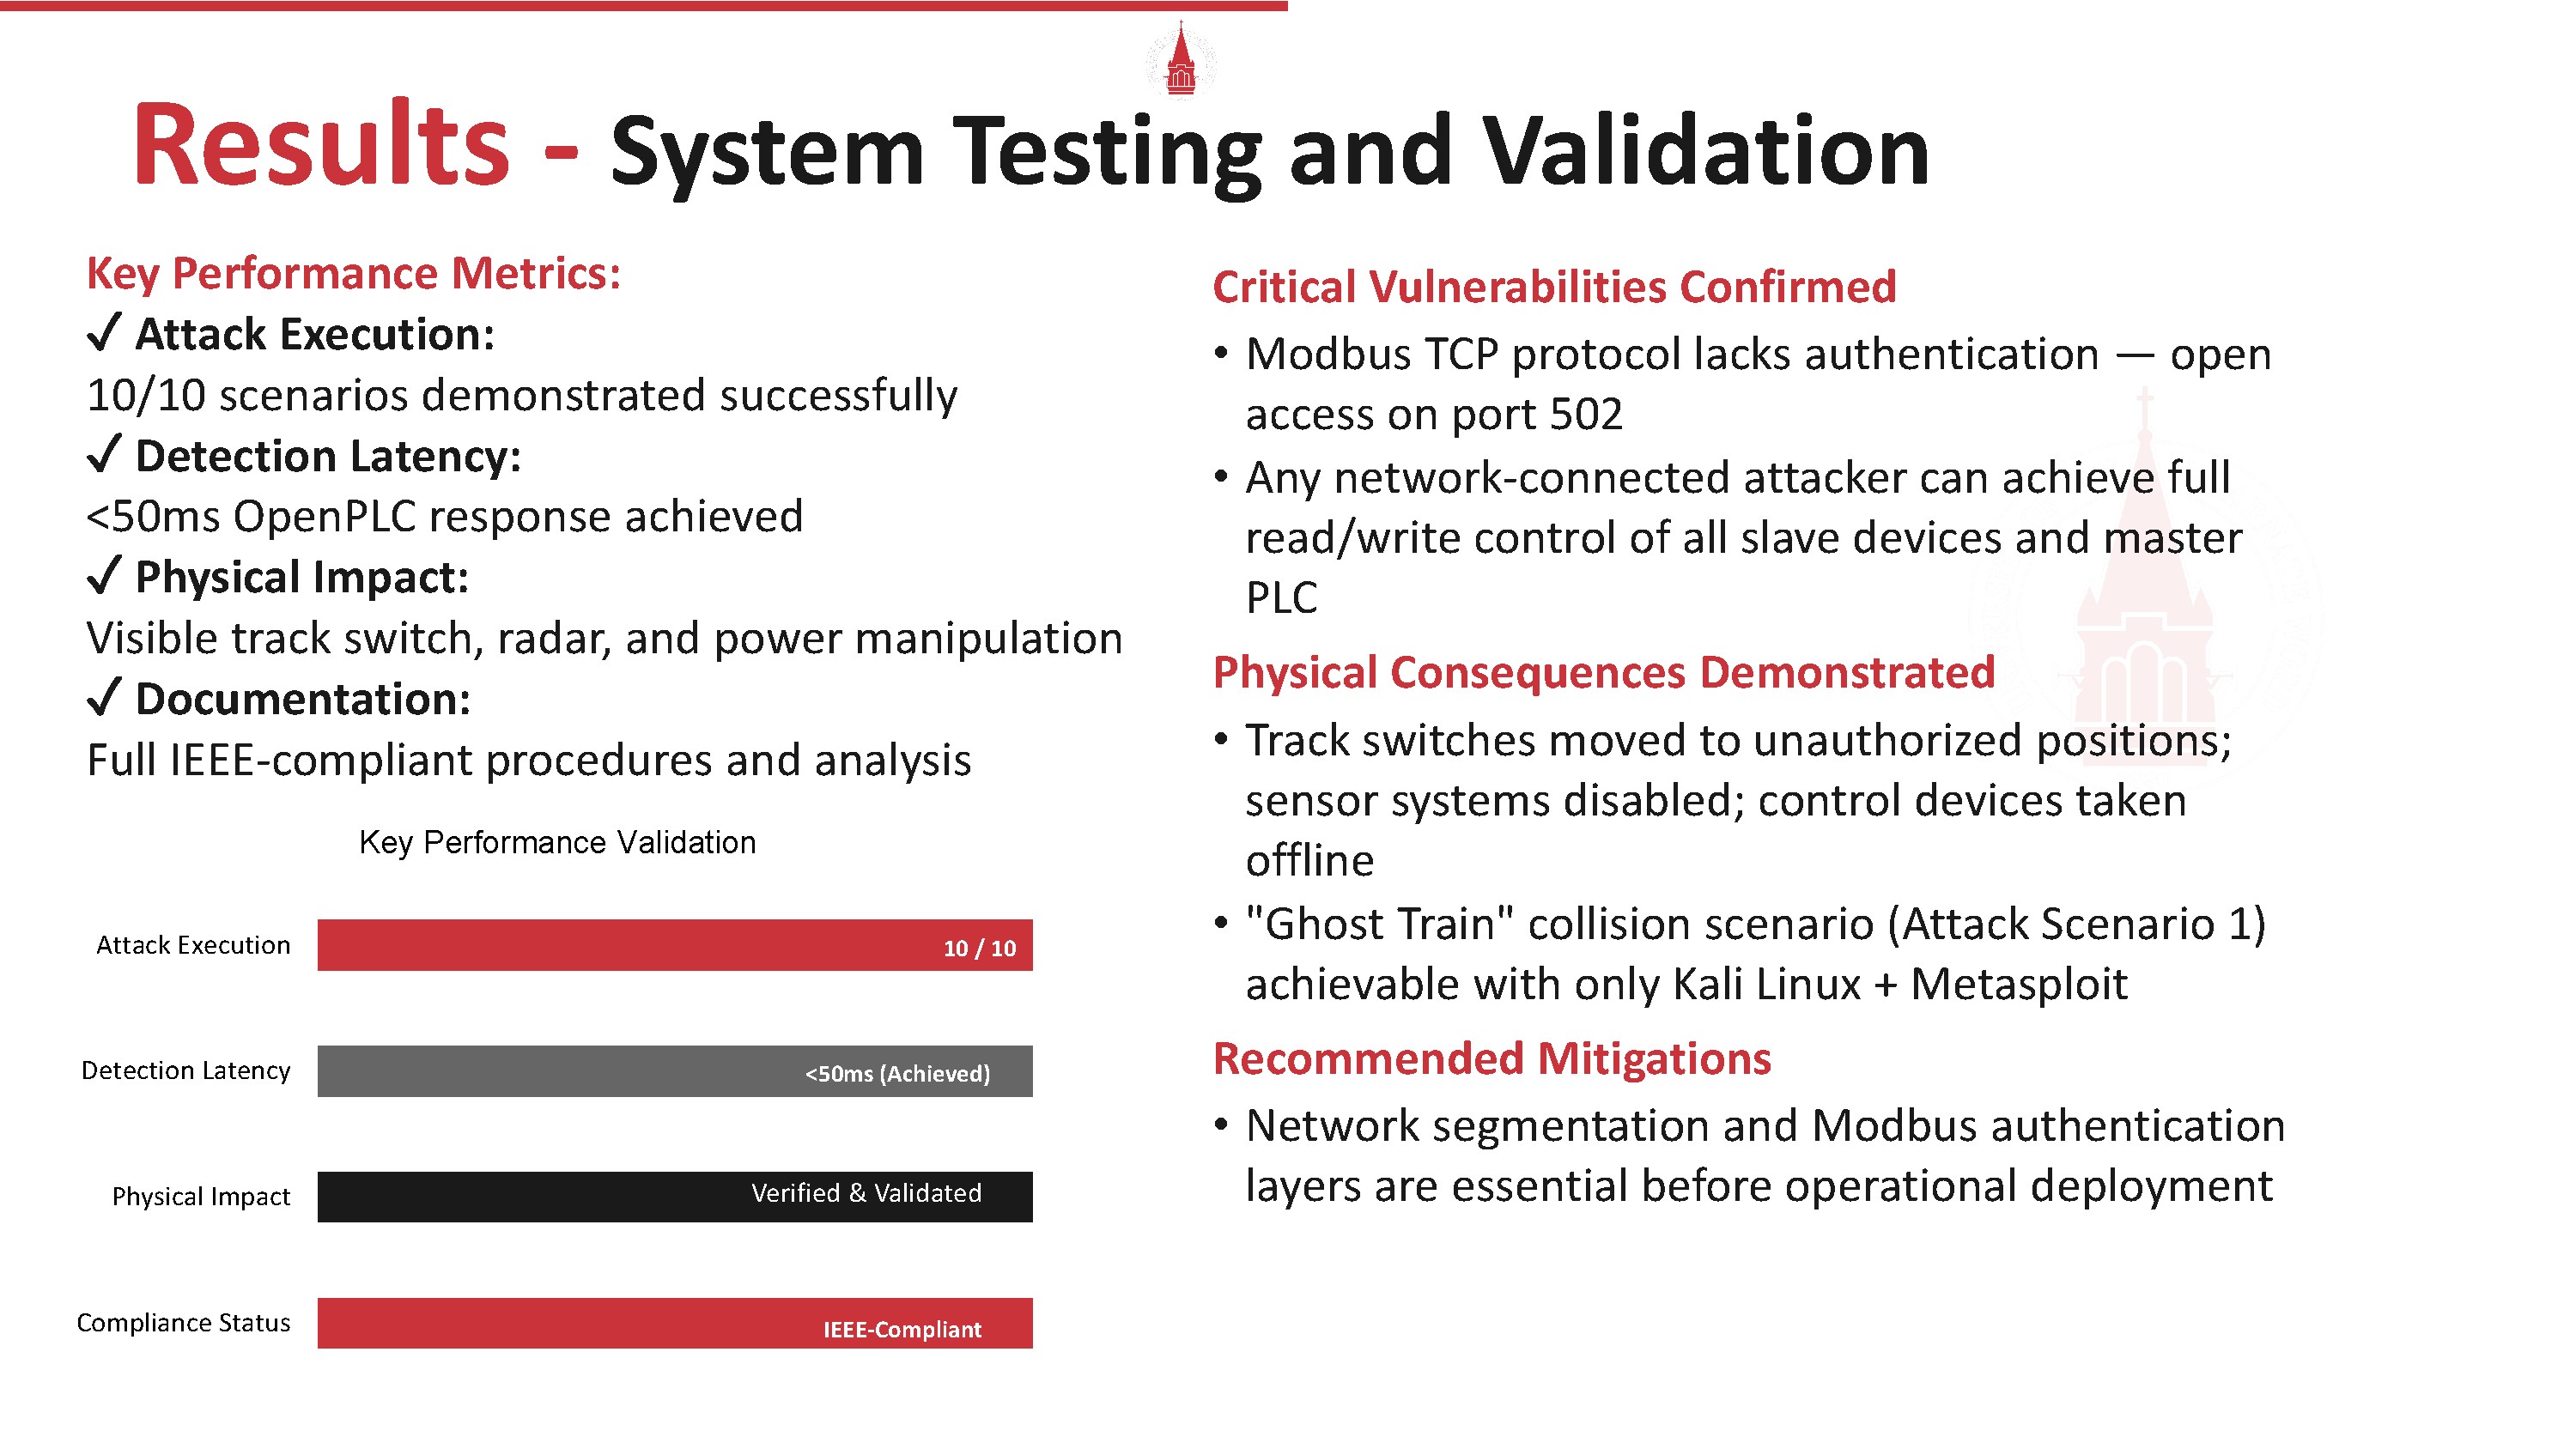 Results - System Testing and Validation
Key Performance Metrics:
✓ Attack Execution:
10/10 scenarios demonstrated successfully
✓ Detection Latency:
<50ms OpenPLC response achieved
✓ Physical Impact:
Visible track switch, radar, and power manipulation
✓ Documentation:
Full IEEE-compliant procedures and analysis
Key Performance Validation
Attack Execution
10 / 10
Detection Latency
<50ms (Achieved)
Physical Impact
Verified & Validated
Compliance Status
IEEE-Compliant
Critical Vulnerabilities Confirmed
• Modbus TCP protocol lacks authentication — open
access on port 502
• Any network-connected attacker can achieve full
read/write control of all slave devices and master
PLC
Physical Consequences Demonstrated
• Track switches moved to unauthorized positions;
sensor systems disabled; control devices taken
offline
• "Ghost Train" collision scenario (Attack Scenario 1)
achievable with only Kali Linux + Metasploit
Recommended Mitigations
• Network segmentation and Modbus authentication
layers are essential before operational deployment